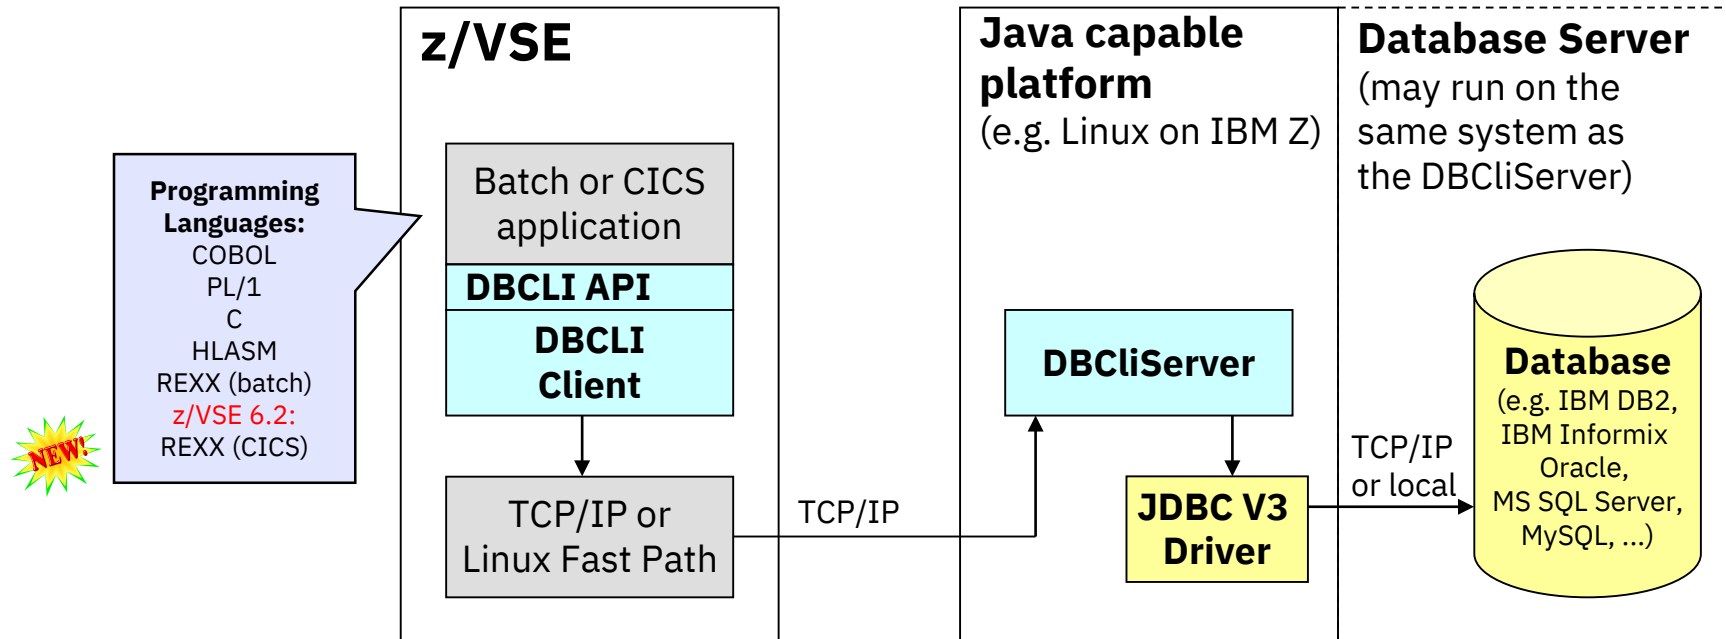 z/VSE
Java capable
platform
(e.g. Linux on IBM Z)
Database Server
(may run on the
same system as
the DBCliServer)
Programming
Languages:
COBOL
PL/1
C
HLASM
REXX (batch)
z/VSE 6.2:
REXX (CICS)
NEW!
Batch or CICS
application
DBCLI API
DBCLI
Client
TCP/IP or
Linux Fast Path
TCP/IP
DBCliServer
JDBC V3
Driver
TCP/IP
or local
Database
(e.g. IBM DB2,
IBM Informix
Oracle,
MS SQL Server,
MySQL, ...)